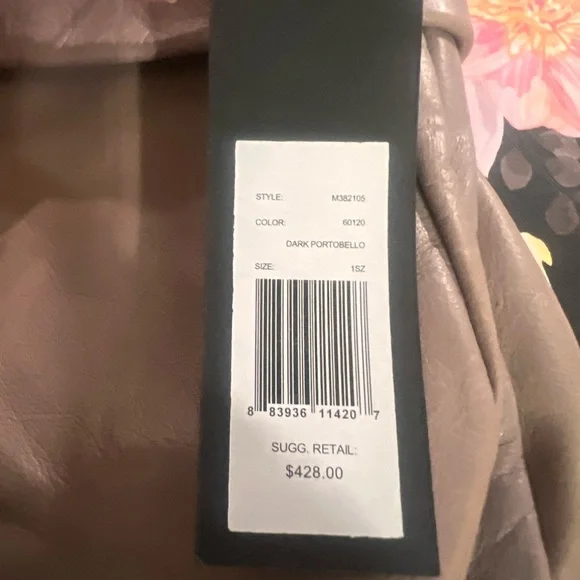 STYLE: M382105
COLOR: 60120
DARK PORTOBELLO
SIZE: 1SZ
8 83936 11420 7
SUGG. RETAIL:
$428.00